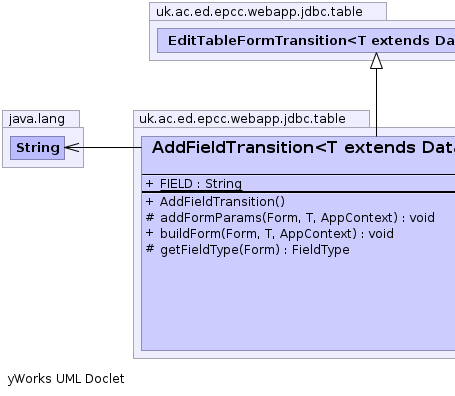 uk.ac.ed.epcc.webapp.jdbc.table
EditTableFormTransition<T extends Data
java.lang
String
uk.ac.ed.epcc.webapp.jdbc.table
AddFieldTransition<T extends Data
+ FIELD : String
+ AddFieldTransition()
# addFormParams(Form, T, AppContext) : void
+ buildForm(Form, T, AppContext) : void
# getFieldType(Form) : FieldType
yWorks UML Doclet